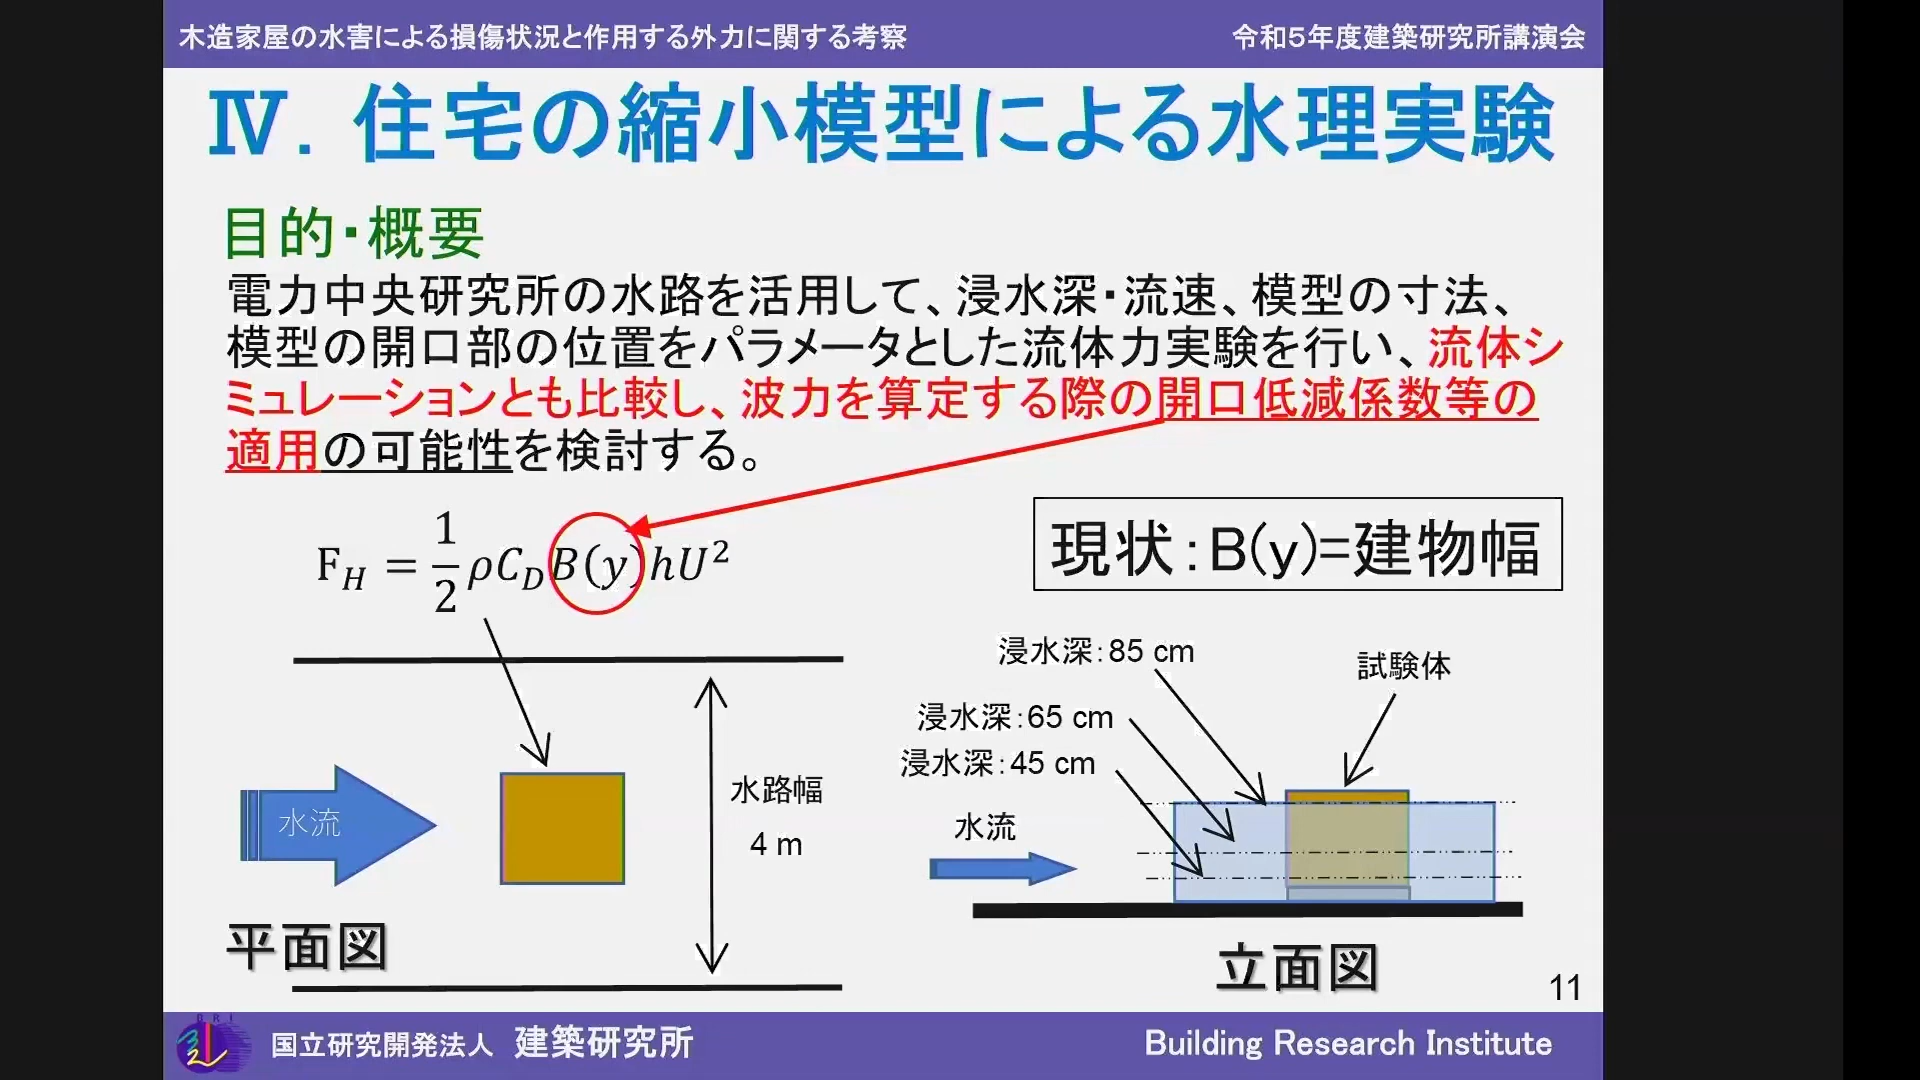 木造家屋の水害による損傷状況と作用する外力に関する考察
令和5年度建築研究所講演会
Ⅳ. 住宅の縮小模型による水理実験
目的・概要
電力中央研究所の水路を活用して、浸水深・流速、模型の寸法、
模型の開口部の位置をパラメータとした流体力実験を行い、流体シ
ミュレーションとも比較し、波力を算定する際の開口低減係数等の
適用の可能性を検討する。
F_H = 1/2 ρC_D B(y)hU²
現状：B(y)=建物幅
浸水深：85 cm
試験体
浸水深：65 cm
浸水深：45 cm
水路幅
4 m
水流
水流
平面図
立面図
11
BRI
国立研究開発法人 建築研究所
Building Research Institute